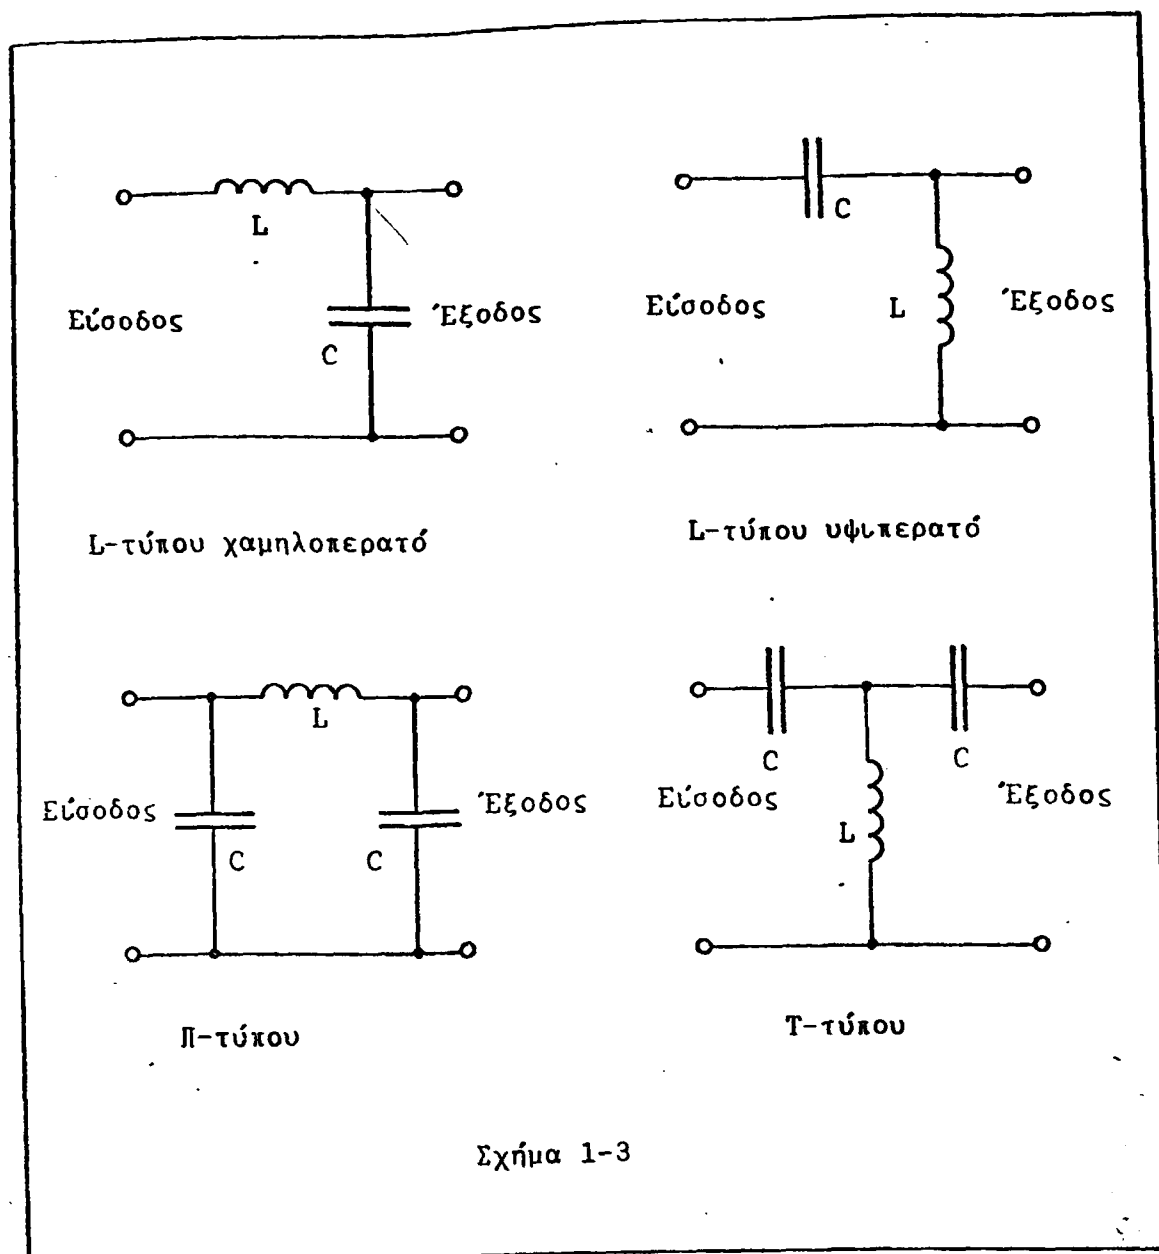 L
C
Είσοδος
Έξοδος
L
C
Είσοδος
Έξοδος
L-τύπου χαμηλοπερατό
L-τύπου υψιπερατό
L
C
C
Είσοδος
Έξοδος
Είσοδος
Έξοδος
C
C
L
Π-τύπου
Τ-τύπου
Σχήμα 1-3